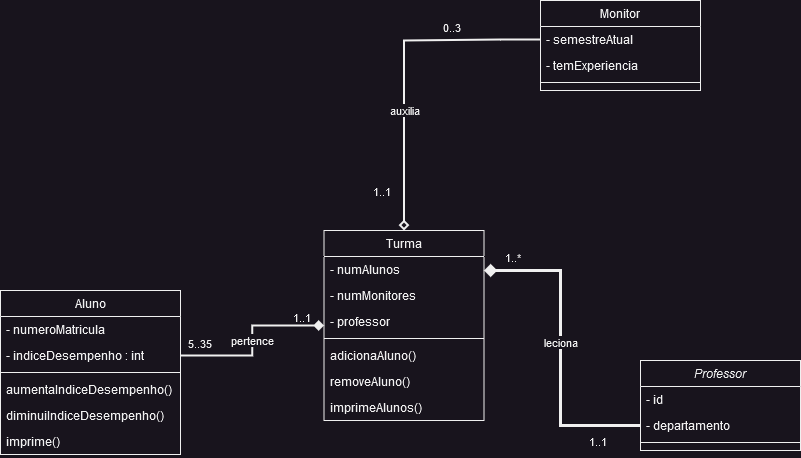 Monitor
- semestreAtual
- temExperiencia
0..3
auxilia
1..1
Turma
- numAlunos
- numMonitores
- professor
adicionaAluno()
removeAluno()
imprimeAlunos()
1..*
leciona
1..1
Professor
- id
- departamento
1..1
pertence
5..35
Aluno
- numeroMatricula
- indiceDesempenho : int
aumentaIndiceDesempenho()
diminuiIndiceDesempenho()
imprime()